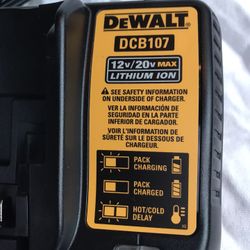 DEWALT
DCB107
12V/20V MAX
LITHIUM ION
SEE SAFETY INFORMATION
ON UNDERSIDE OF CHARGER.
VER LA INFORMACIÓN DE
SEGURIDAD EN LA PARTE
INFERIOR DE CARGADOR.
VOIR L'INFORMATION DE
SÛRETÉ SUR LE DESSOUS DE
CHARGEUR.
PACK
CHARGING
PACK
CHARGED
HOT/COLD
DELAY